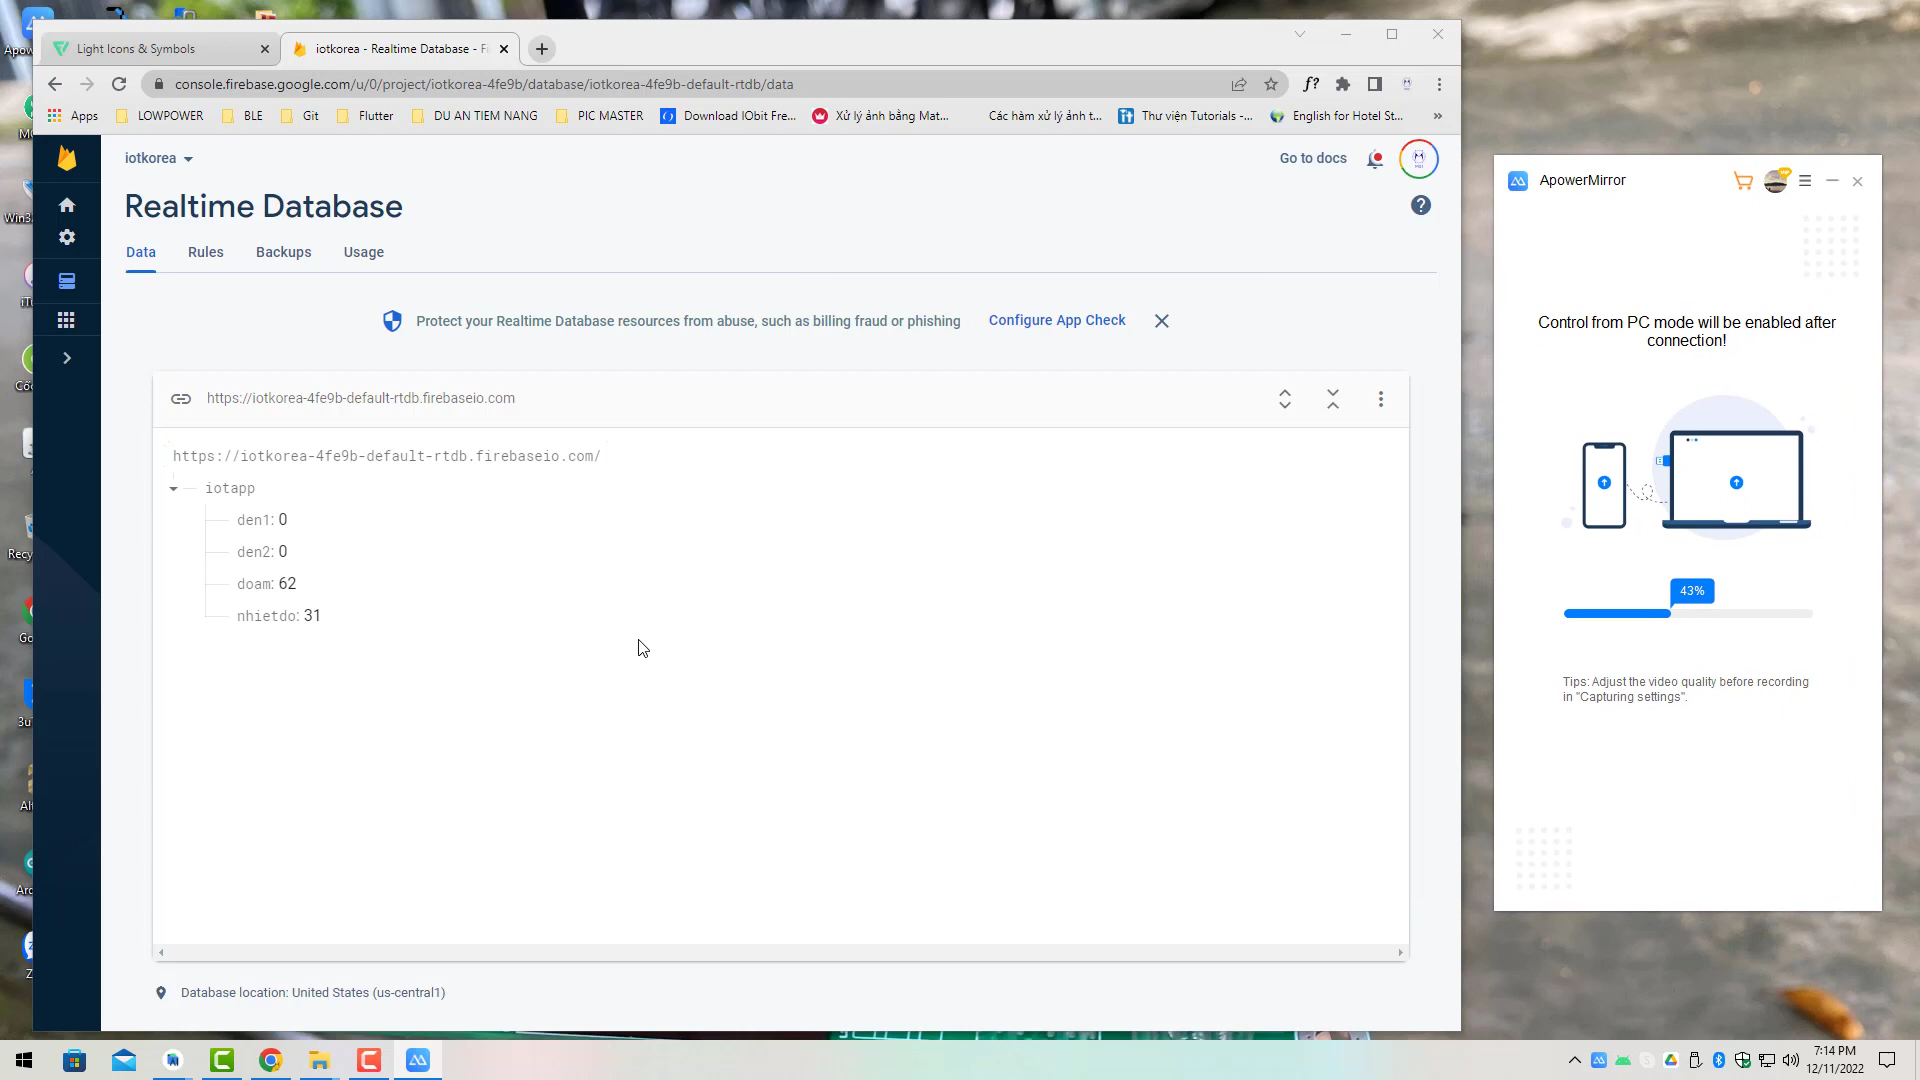 Light Icons & Symbols
iotkorea - Realtime Database - Fi
console.firebase.google.com/u/0/project/iotkorea-4fe9b/database/iotkorea-4fe9b-default-rtdb/data
Apps
LOWPOWER
BLE
Git
Flutter
DU AN TIEM NANG
PIC MASTER
Download IObit Fre...
Xử lý ảnh bằng Mat...
Các hàm xử lý ảnh t...
Thư viện Tutorials -...
English for Hotel St...
iotkorea
Go to docs
Realtime Database
Data
Rules
Backups
Usage
Protect your Realtime Database resources from abuse, such as billing fraud or phishing
Configure App Check
https://iotkorea-4fe9b-default-rtdb.firebaseio.com
https://iotkorea-4fe9b-default-rtdb.firebaseio.com/
iotapp
den1: 0
den2: 0
doam: 62
nhietdo: 31
Database location: United States (us-central1)
ApowerMirror
Control from PC mode will be enabled after
connection!
43%
Tips: Adjust the video quality before recording
in "Capturing settings".
7:14 PM
12/11/2022